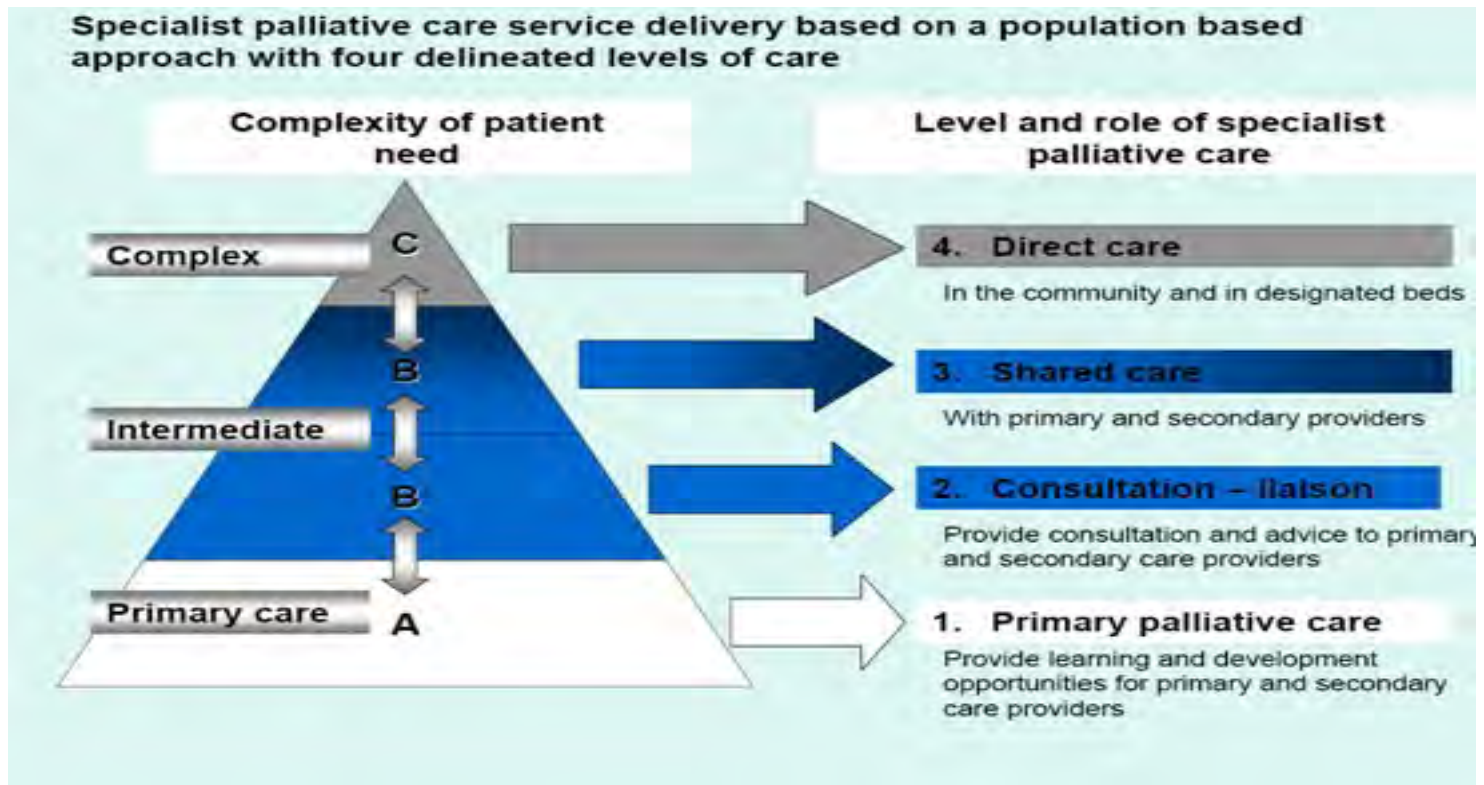 Specialist palliative care service delivery based on a population based
approach with four delineated levels of care
Complexity of patient
need
Level and role of specialist
palliative care
Complex
C
4. Direct care
In the community and in designated beds
B
3. Shared care
With primary and secondary providers
Intermediate
B
2. Consultation – liaison
Provide consultation and advice to primary
and secondary care providers
Primary care
A
1. Primary palliative care
Provide learning and development
opportunities for primary and secondary
care providers